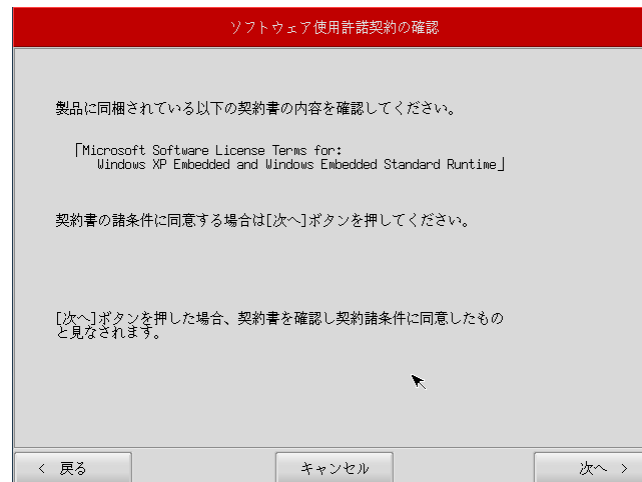 ソフトウェア使用許諾契約の確認
製品に同梱されている以下の契約書の内容を確認してください。
「Microsoft Software License Terms for:
Windows XP Embedded and Windows Embedded Standard Runtime」
契約書の諸条件に同意する場合は[次へ]ボタンを押してください。
[次へ]ボタンを押した場合、契約書を確認し契約諸条件に同意したもの
と見なされます。
< 戻る
キャンセル
次へ >